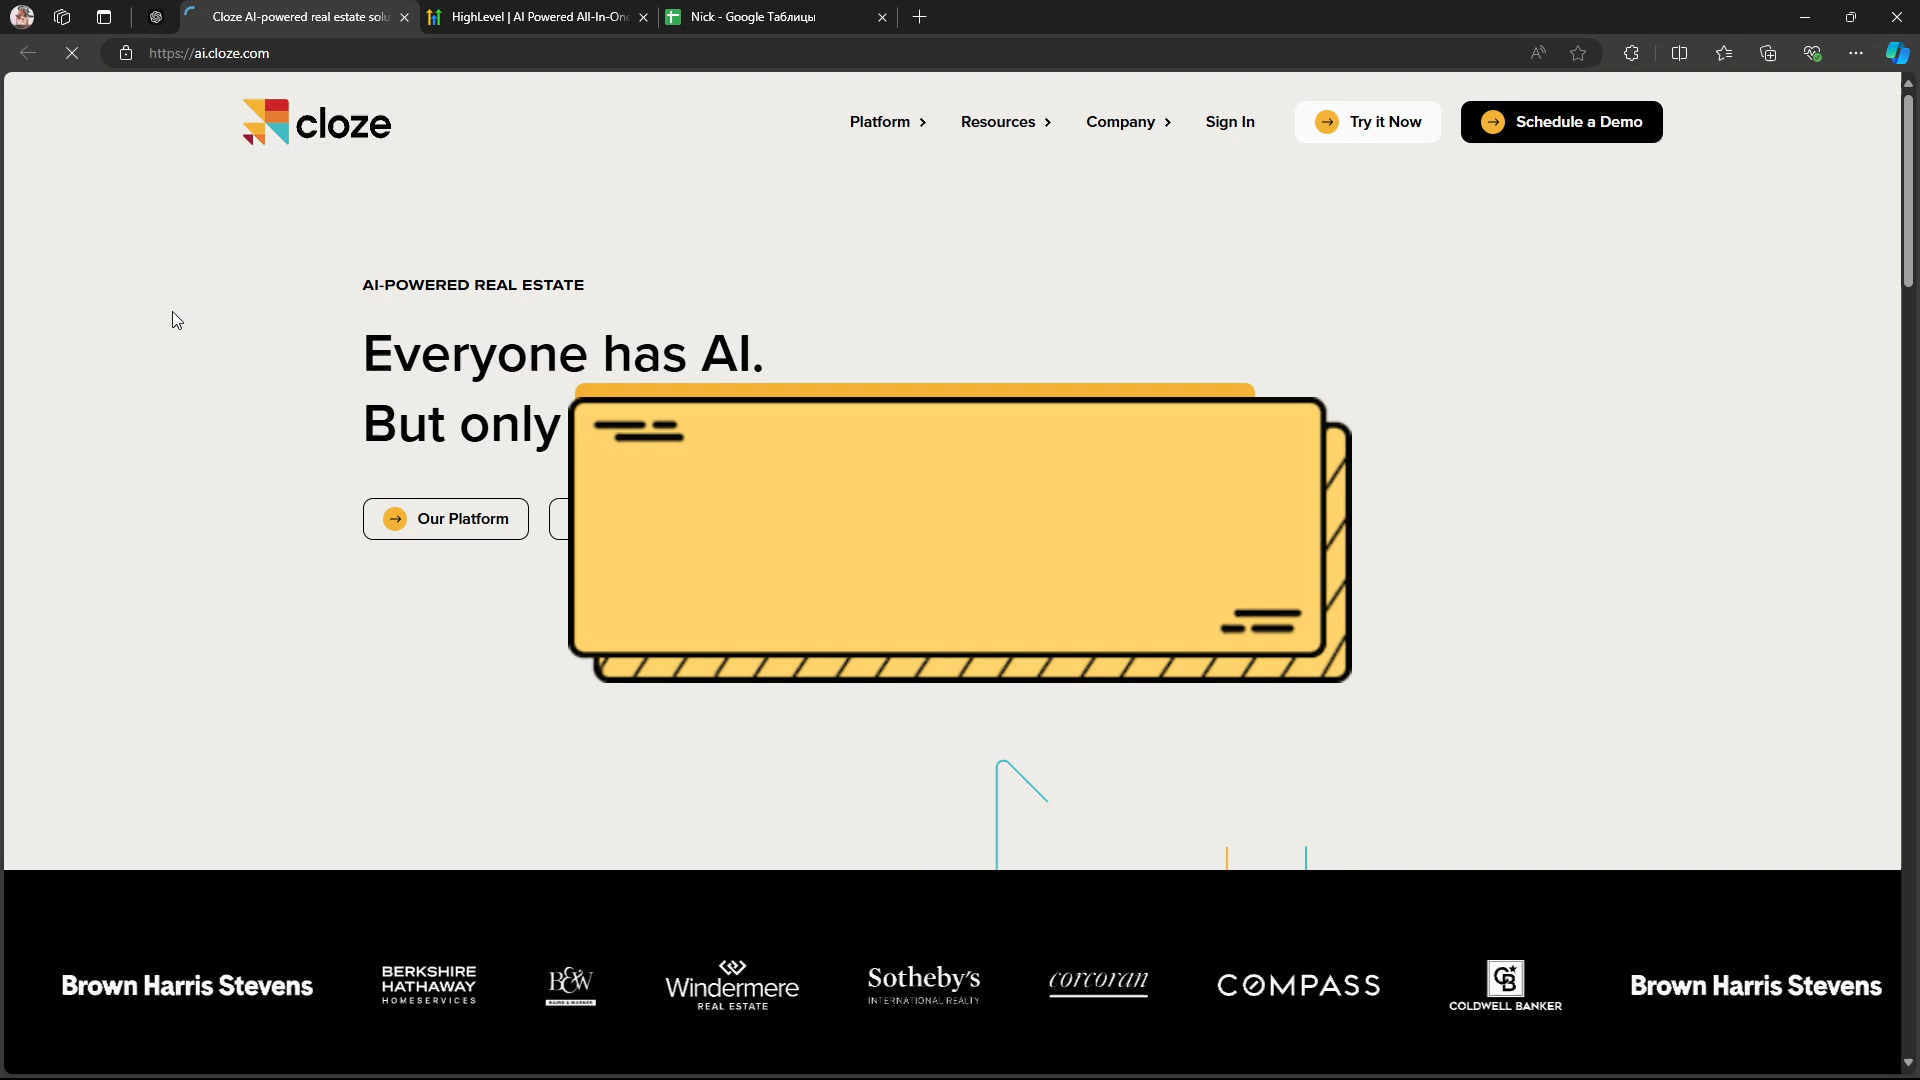 Cloze AI-powered real estate solu
HighLevel | AI Powered All-In-On
Nick - Google Таблицы
https://ai.cloze.com
cloze
Platform
Resources
Company
Sign In
Try it Now
Schedule a Demo
AI-POWERED REAL ESTATE
Everyone has AI.
But only
Our Platform
Brown Harris Stevens
BERKSHIRE
HATHAWAY
HOMESERVICES
B&W
BAIRD & WARNER
Windermere
REAL ESTATE
Sotheby's
INTERNATIONAL REALTY
corcoran
COMPASS
CB
COLDWELL BANKER
Brown Harris Stevens